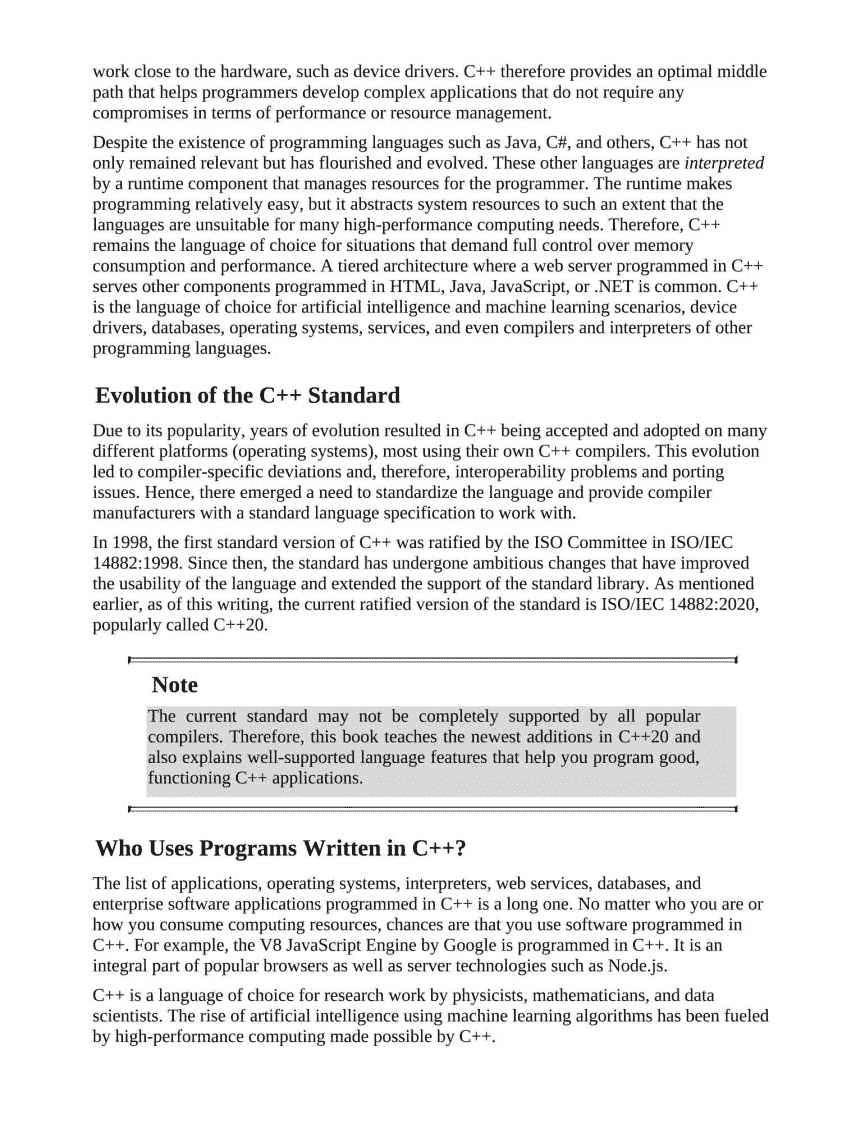 work close to the hardware, such as device drivers. C++ therefore provides an optimal middle
path that helps programmers develop complex applications that do not require any
compromises in terms of performance or resource management.
Despite the existence of programming languages such as Java, C#, and others, C++ has not
only remained relevant but has flourished and evolved. These other languages are interpreted
by a runtime component that manages resources for the programmer. The runtime makes
programming relatively easy, but it abstracts system resources to such an extent that the
languages are unsuitable for many high-performance computing needs. Therefore, C++
remains the language of choice for situations that demand full control over memory
consumption and performance. A tiered architecture where a web server programmed in C++
serves other components programmed in HTML, Java, JavaScript, or .NET is common. C++
is the language of choice for artificial intelligence and machine learning scenarios, device
drivers, databases, operating systems, services, and even compilers and interpreters of other
programming languages.
Evolution of the C++ Standard
Due to its popularity, years of evolution resulted in C++ being accepted and adopted on many
different platforms (operating systems), most using their own C++ compilers. This evolution
led to compiler-specific deviations and, therefore, interoperability problems and porting
issues. Hence, there emerged a need to standardize the language and provide compiler
manufacturers with a standard language specification to work with.
In 1998, the first standard version of C++ was ratified by the ISO Committee in ISO/IEC
14882:1998. Since then, the standard has undergone ambitious changes that have improved
the usability of the language and extended the support of the standard library. As mentioned
earlier, as of this writing, the current ratified version of the standard is ISO/IEC 14882:2020,
popularly called C++20.
Note
The current standard may not be completely supported by all popular
compilers. Therefore, this book teaches the newest additions in C++20 and
also explains well-supported language features that help you program good,
functioning C++ applications.
Who Uses Programs Written in C++?
The list of applications, operating systems, interpreters, web services, databases, and
enterprise software applications programmed in C++ is a long one. No matter who you are or
how you consume computing resources, chances are that you use software programmed in
C++. For example, the V8 JavaScript Engine by Google is programmed in C++. It is an
integral part of popular browsers as well as server technologies such as Node.js.
C++ is a language of choice for research work by physicists, mathematicians, and data
scientists. The rise of artificial intelligence using machine learning algorithms has been fueled
by high-performance computing made possible by C++.